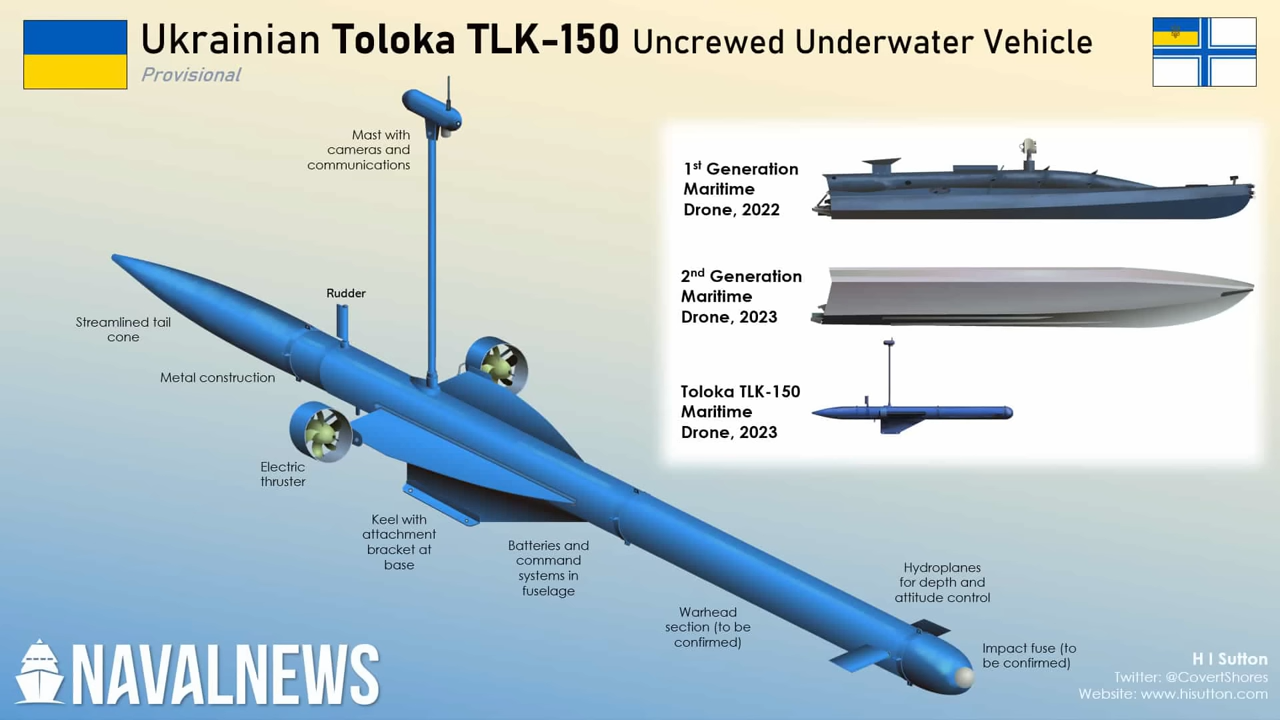 Ukrainian Toloka TLK-150 Uncrewed Underwater Vehicle
Provisional
Mast with
cameras and
communications
Rudder
Streamlined tail
cone
Metal construction
Electric
thruster
Keel with
attachment
bracket at
base
Batteries and
command
systems in
fuselage
Warhead
section (to be
confirmed)
Hydroplanes
for depth and
attitude control
Impact fuse (to
be confirmed)
1st Generation
Maritime
Drone, 2022
2nd Generation
Maritime
Drone, 2023
Toloka TLK-150
Maritime
Drone, 2023
NAVALNEWS
H I Sutton
Twitter: @CovertShores
Website: www.hisutton.com